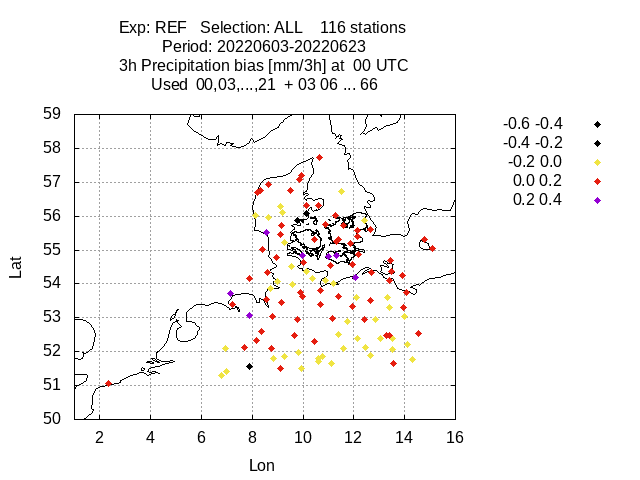 Exp: REF Selection: ALL 116 stations
Period: 20220603-20220623
3h Precipitation bias [mm/3h] at 00 UTC
Used 00,03,...,21 + 03 06 ... 66
59
58
57
56
55
54
53
52
51
50
2 4 6 8 10 12 14 16
Lat
Lon
-0.6 -0.4
-0.4 -0.2
-0.2 0.0
0.0 0.2
0.2 0.4